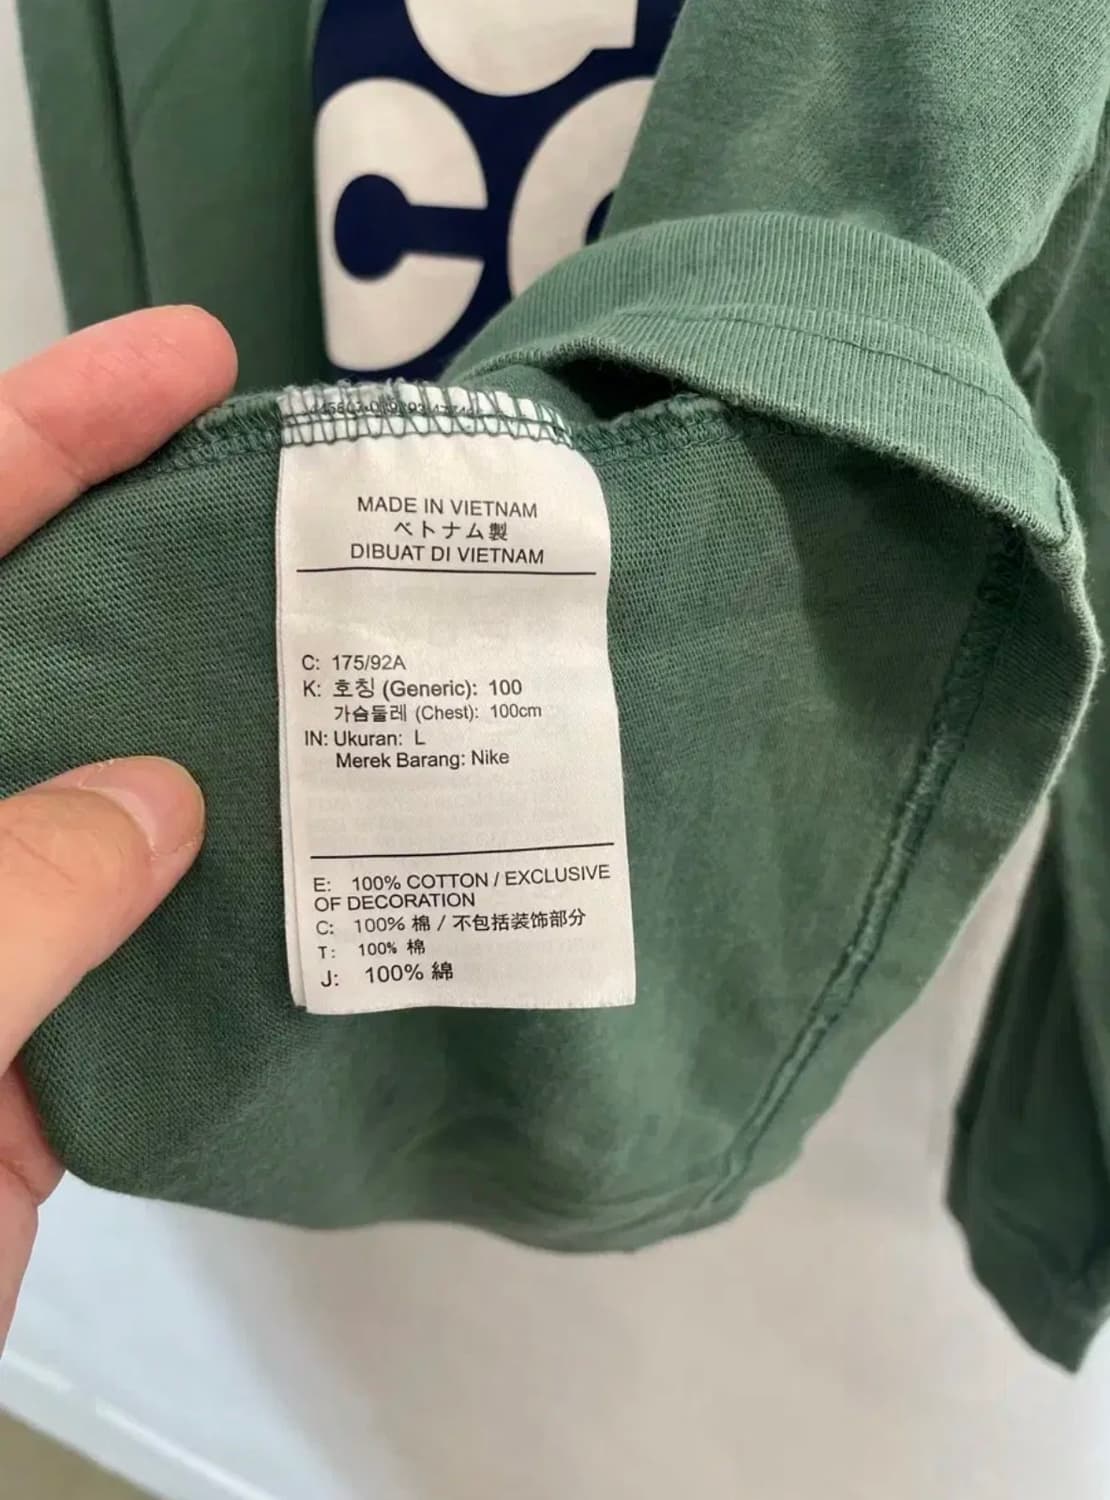 MADE IN VIETNAM
ベトナム製
DIBUAT DI VIETNAM
C: 175/92A
K: 호칭 (Generic): 100
가슴둘레 (Chest): 100cm
IN: Ukuran: L
Merek Barang: Nike
E: 100% COTTON / EXCLUSIVE
OF DECORATION
C: 100% 棉 / 不包括装饰部分
T: 100% 棉
J: 100% 綿